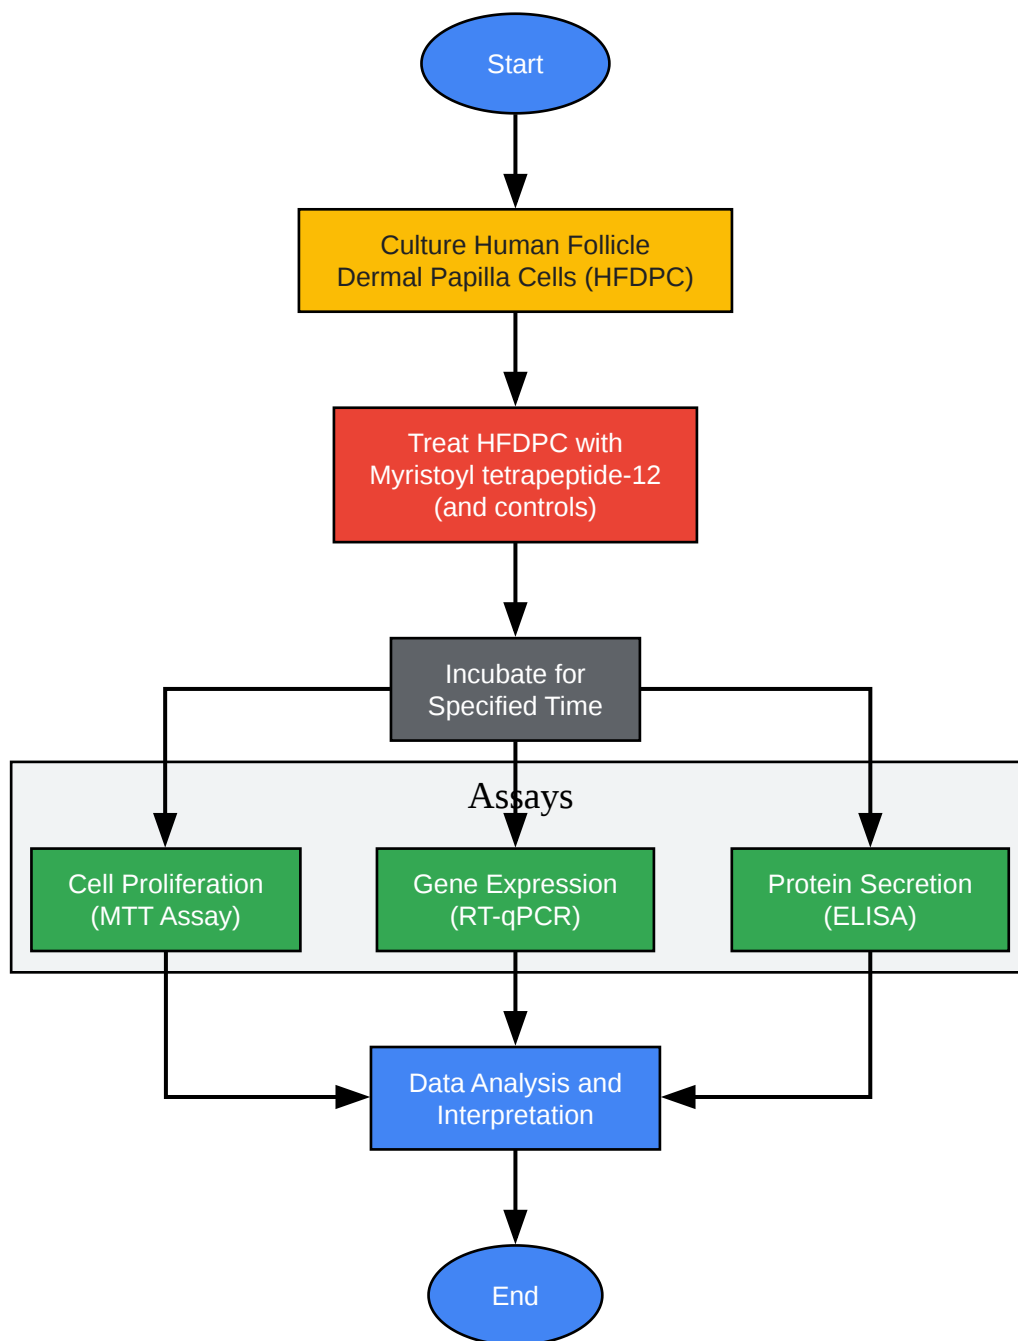 Start
Culture Human Follicle
Dermal Papilla Cells (HFDPC)
Treat HFDPC with
Myristoyl tetrapeptide-12
(and controls)
Incubate for
Specified Time
Assays
Cell Proliferation
(MTT Assay)
Gene Expression
(RT-qPCR)
Protein Secretion
(ELISA)
Data Analysis and
Interpretation
End